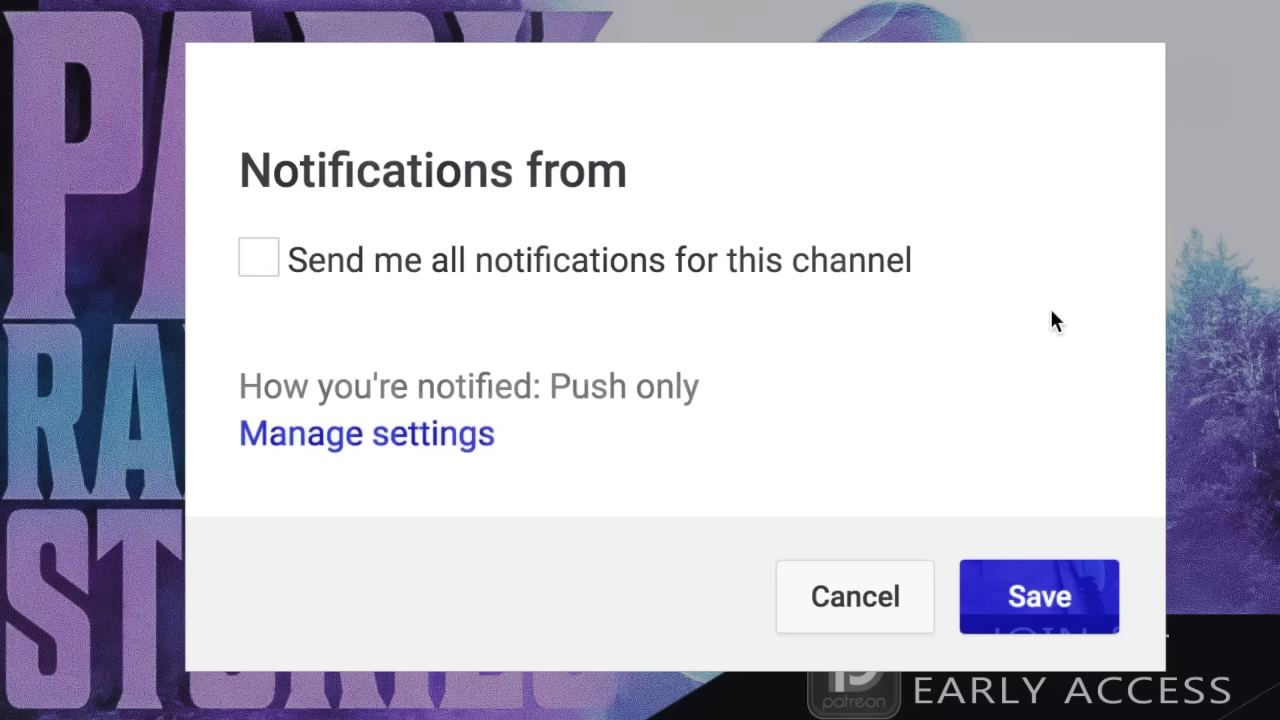 Notifications from
Send me all notifications for this channel
How you're notified: Push only
Manage settings
Cancel
Save
patreon
EARLY ACCESS